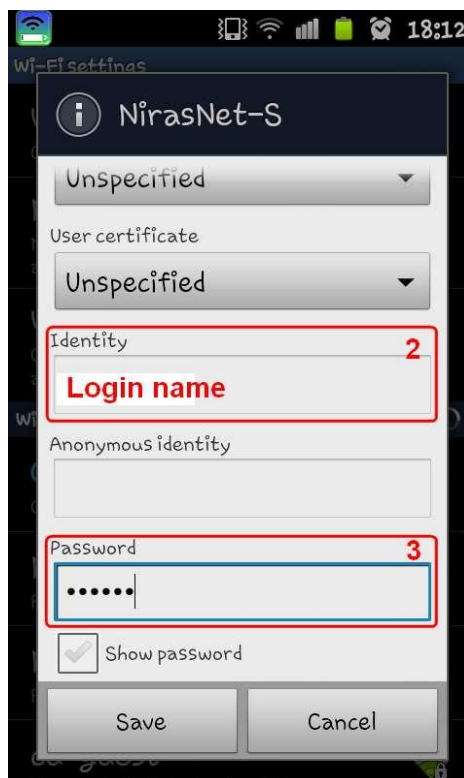 18:12
Wi-Fi settings
NirasNet-S
Unspecified
User certificate
Unspecified
Identity
2
Login name
Wi
Anonymous identity
Password
3
••••••
Show password
Save
Cancel